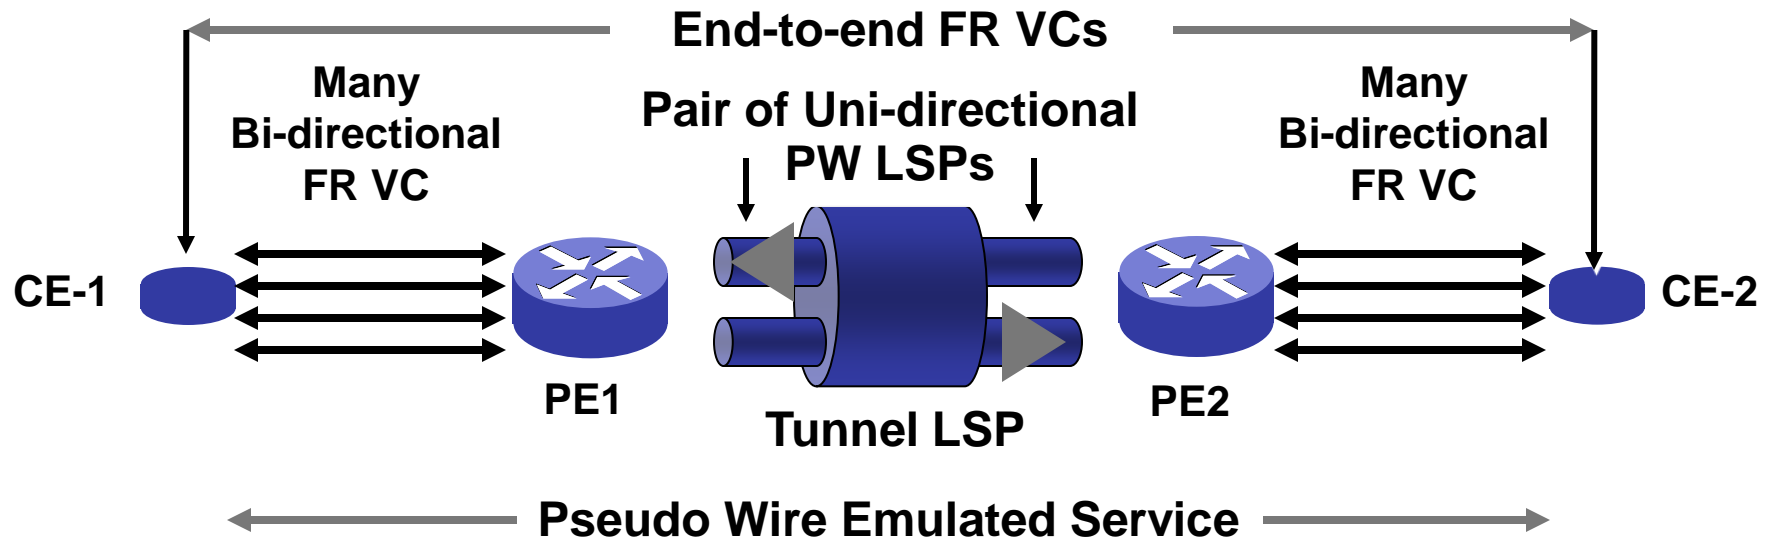 End-to-end FR VCs
Many
Bi-directional
FR VC
Pair of Uni-directional
PW LSPs
Many
Bi-directional
FR VC
CE-1
CE-2
PE1
PE2
Tunnel LSP
Pseudo Wire Emulated Service